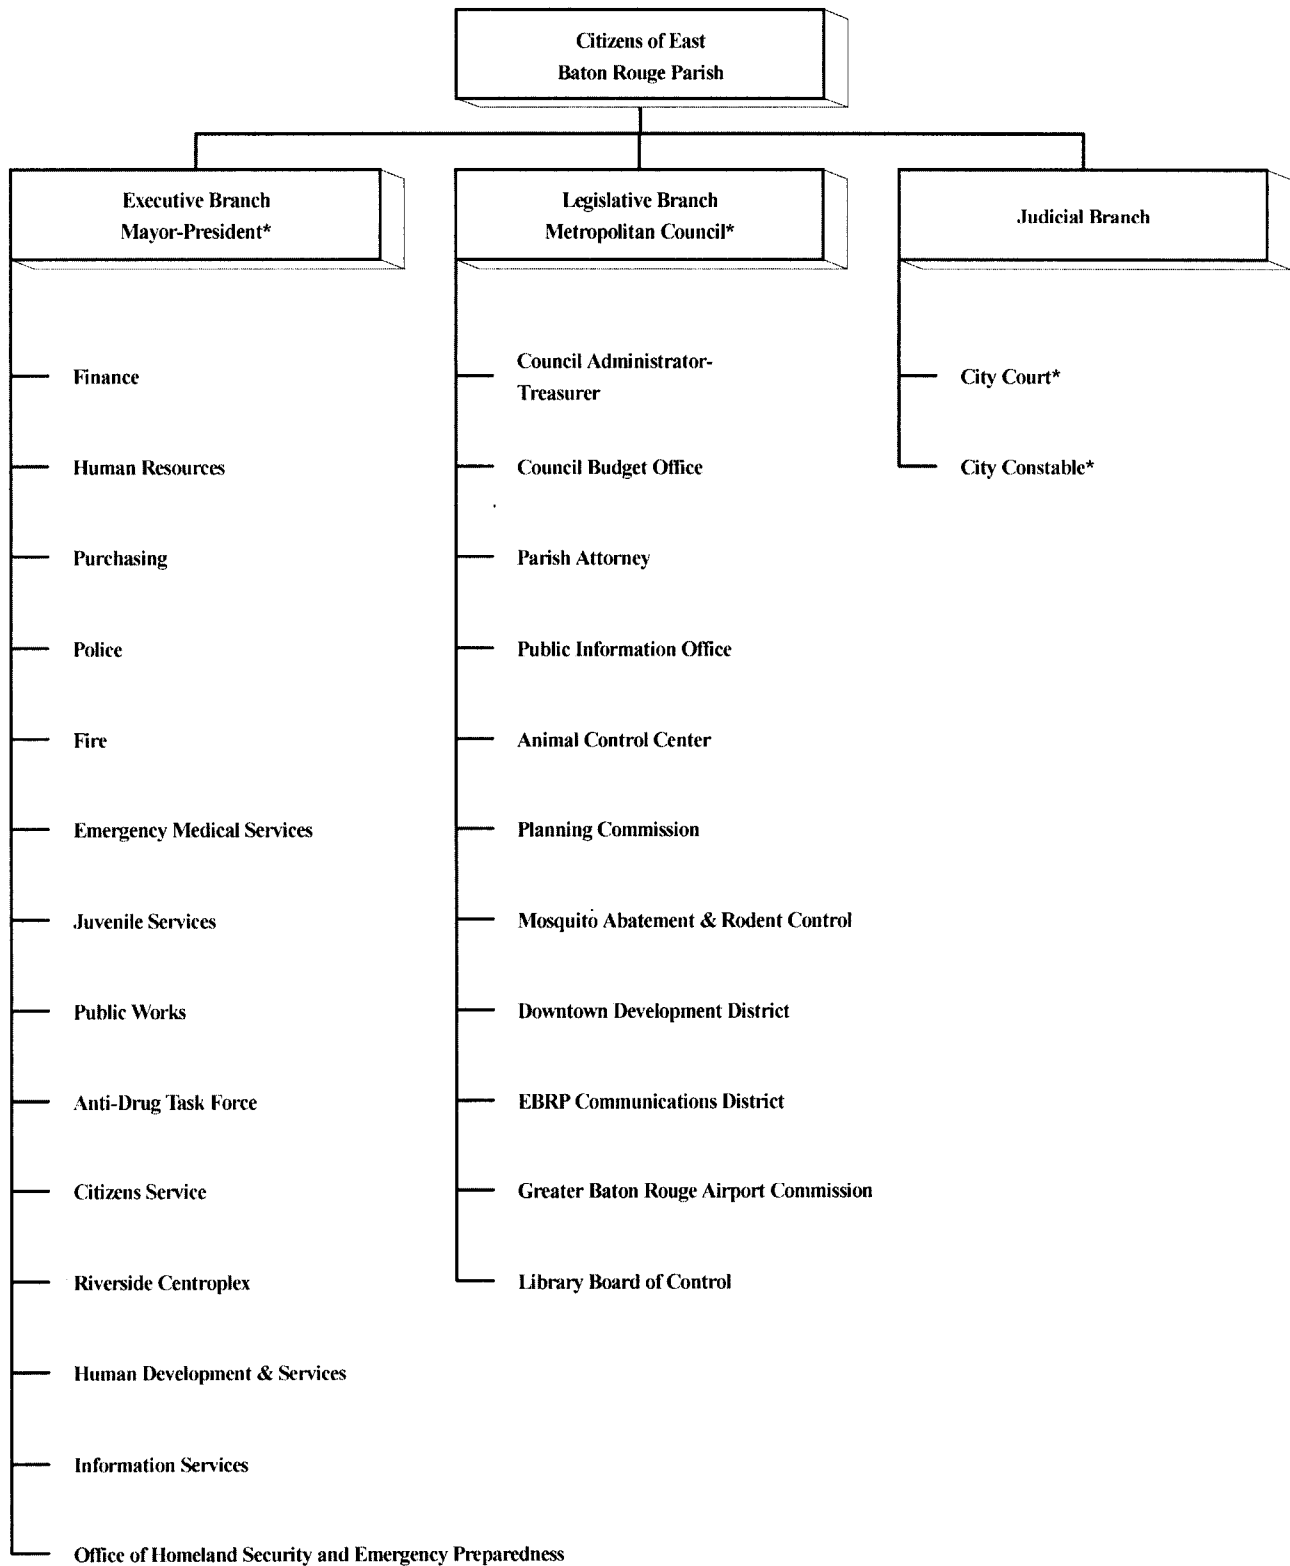 Citizens of East
Baton Rouge Parish
Executive Branch
Mayor-President*
Legislative Branch
Metropolitan Council*
Judicial Branch
Finance
Human Resources
Purchasing
Police
Fire
Emergency Medical Services
Juvenile Services
Public Works
Anti-Drug Task Force
Citizens Service
Riverside Centroplex
Human Development & Services
Information Services
Office of Homeland Security and Emergency Preparedness
Council Administrator-
Treasurer
Council Budget Office
Parish Attorney
Public Information Office
Animal Control Center
Planning Commission
Mosquito Abatement & Rodent Control
Downtown Development District
EBRP Communications District
Greater Baton Rouge Airport Commission
Library Board of Control
City Court*
City Constable*